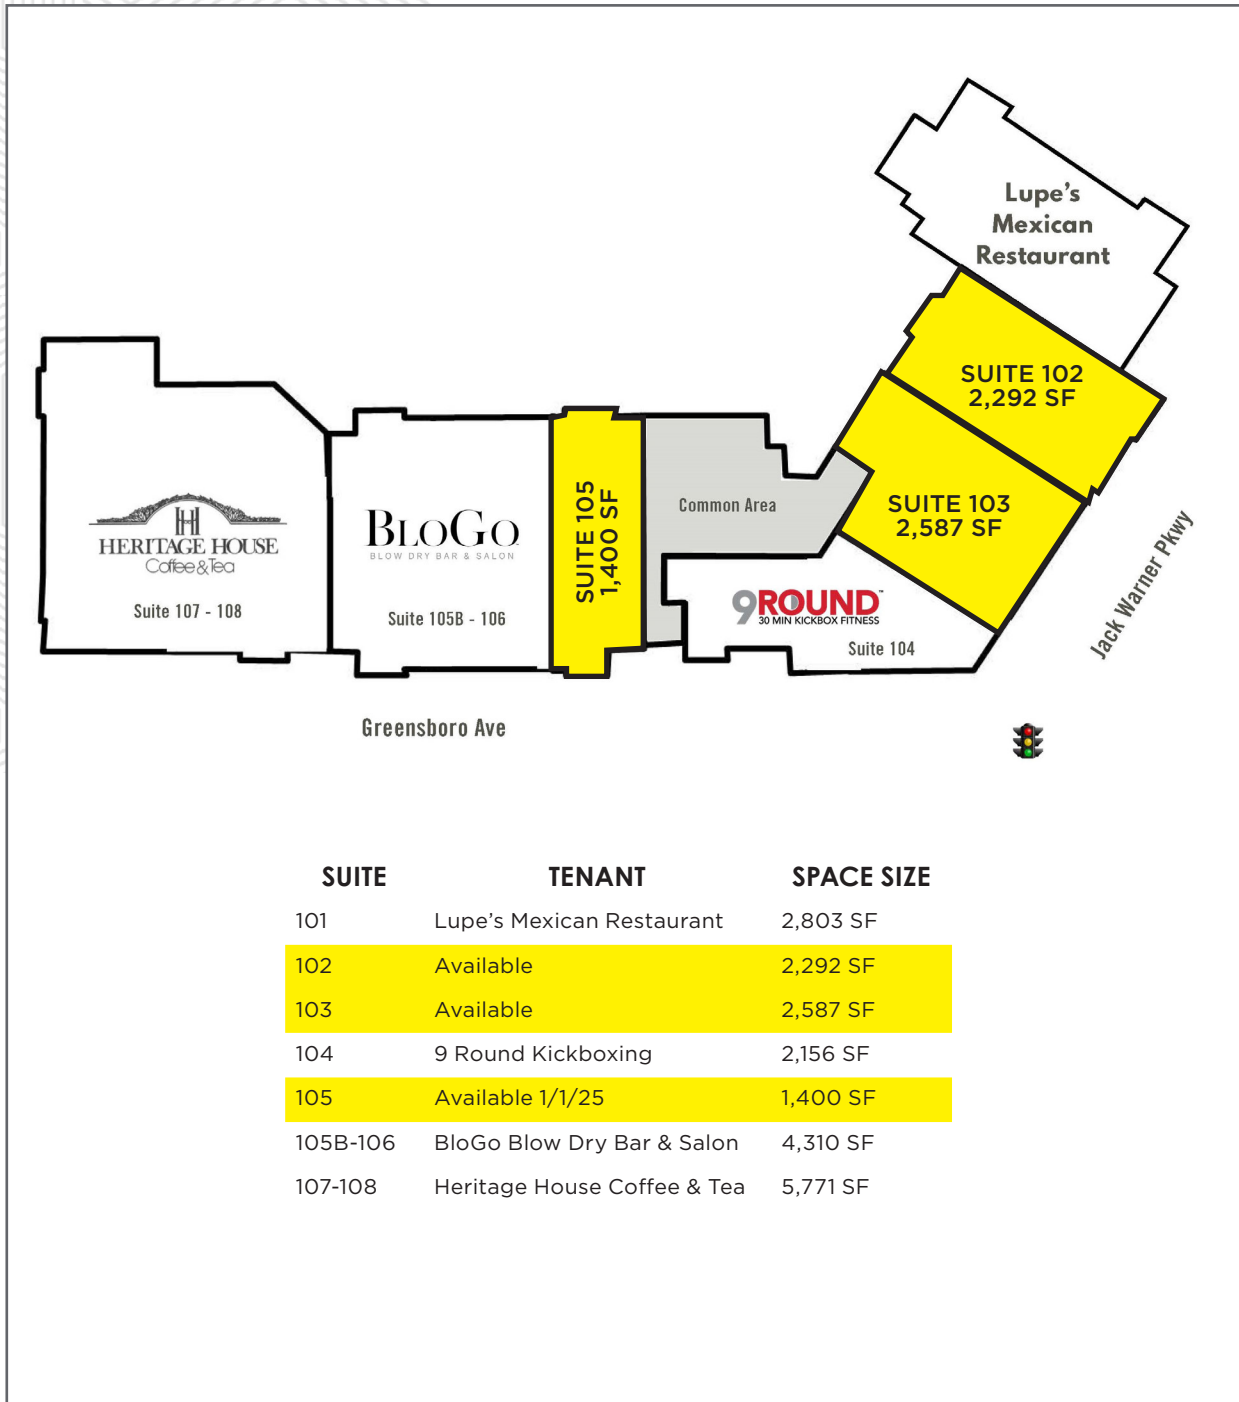 Lupe's
Mexican
Restaurant
SUITE 102
2,292 SF
SUITE 103
2,587 SF
SUITE 105
1,400 SF
Common Area
HH
HERITAGE HOUSE
Coffee & Tea
Suite 107 - 108
BLOGO
BLOW DRY BAR & SALON
Suite 105B - 106
9ROUND™
30 MIN KICKBOX FITNESS
Suite 104
Jack Warner Pkwy
Greensboro Ave
SUITE TENANT SPACE SIZE
101 Lupe's Mexican Restaurant 2,803 SF
102 Available 2,292 SF
103 Available 2,587 SF
104 9 Round Kickboxing 2,156 SF
105 Available 1/1/25 1,400 SF
105B-106 BloGo Blow Dry Bar & Salon 4,310 SF
107-108 Heritage House Coffee & Tea 5,771 SF